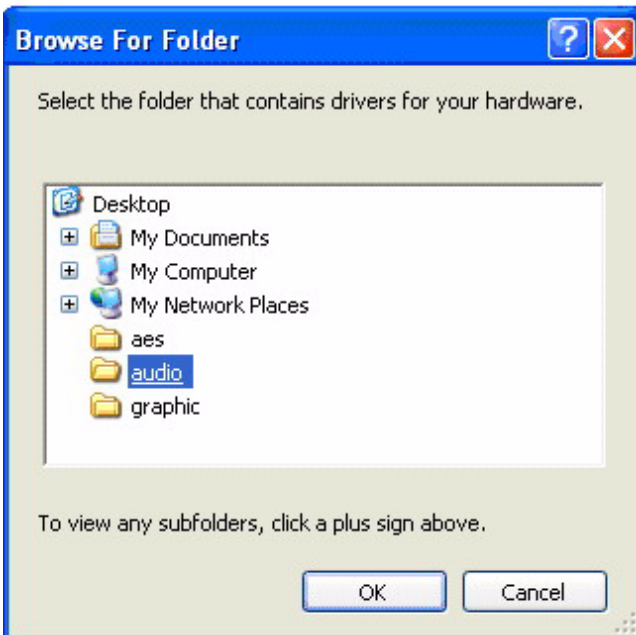 Browse For Folder
Select the folder that contains drivers for your hardware.
Desktop
My Documents
My Computer
My Network Places
aes
audio
graphic
To view any subfolders, click a plus sign above.
OK Cancel